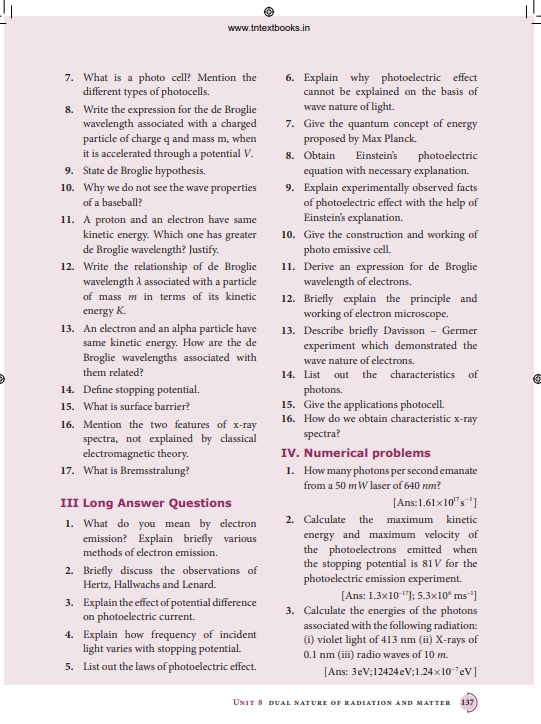 www.tntextbooks.in
7. What is a photo cell? Mention the
different types of photocells.
8. Write the expression for the de Broglie
wavelength associated with a charged
particle of charge q and mass m, when
it is accelerated through a potential V.
9. State de Broglie hypothesis.
10. Why we do not see the wave properties
of a baseball?
11. A proton and an electron have same
kinetic energy. Which one has greater
de Broglie wavelength? Justify.
12. Write the relationship of de Broglie
wavelength λ associated with a particle
of mass m in terms of its kinetic
energy K.
13. An electron and an alpha particle have
same kinetic energy. How are the de
Broglie wavelengths associated with
them related?
14. Define stopping potential.
15. What is surface barrier?
16. Mention the two features of x-ray
spectra, not explained by classical
electromagnetic theory.
17. What is Bremsstralung?
III Long Answer Questions
1. What do you mean by electron
emission? Explain briefly various
methods of electron emission.
2. Briefly discuss the observations of
Hertz, Hallwachs and Lenard.
3. Explain the effect of potential difference
on photoelectric current.
4. Explain how frequency of incident
light varies with stopping potential.
5. List out the laws of photoelectric effect.
6. Explain why photoelectric effect
cannot be explained on the basis of
wave nature of light.
7. Give the quantum concept of energy
proposed by Max Planck.
8. Obtain Einstein's photoelectric
equation with necessary explanation.
9. Explain experimentally observed facts
of photoelectric effect with the help of
Einstein's explanation.
10. Give the construction and working of
photo emissive cell.
11. Derive an expression for de Broglie
wavelength of electrons.
12. Briefly explain the principle and
working of electron microscope.
13. Describe briefly Davisson – Germer
experiment which demonstrated the
wave nature of electrons.
14. List out the characteristics of
photons.
15. Give the applications photocell.
16. How do we obtain characteristic x-ray
spectra?
IV. Numerical problems
1. How many photons per second emanate
from a 50 mW laser of 640 nm?
[Ans:1.61×10¹⁷s⁻¹]
2. Calculate the maximum kinetic
energy and maximum velocity of
the photoelectrons emitted when
the stopping potential is 81V for the
photoelectric emission experiment.
[Ans: 1.3×10⁻¹⁷J; 5.3×10⁶ ms⁻¹]
3. Calculate the energies of the photons
associated with the following radiation:
(i) violet light of 413 nm (ii) X-rays of
0.1 nm (iii) radio waves of 10 m.
[Ans: 3eV;12424eV;1.24×10⁻⁷eV]
UNIT 8 DUAL NATURE OF RADIATION AND MATTER 137